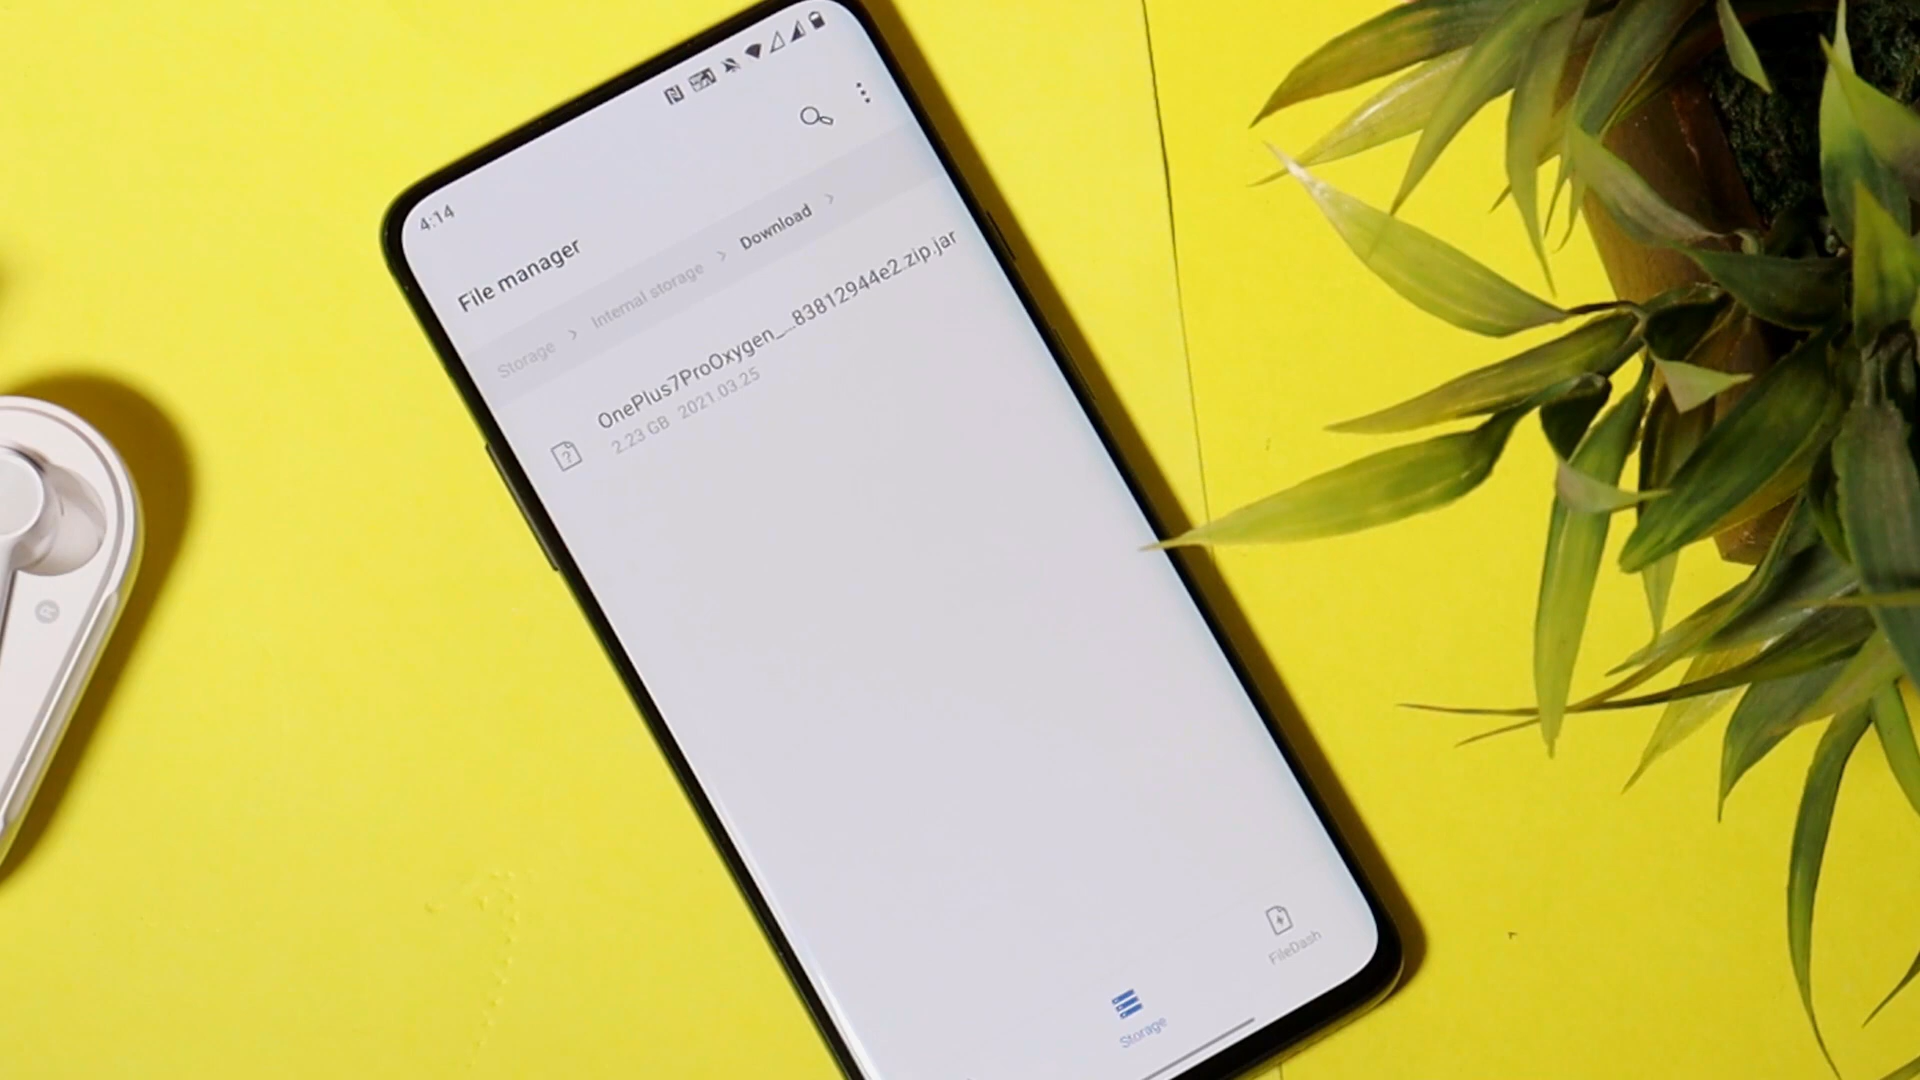 4:14
File manager
Storage > Internal storage > Download >
OnePlus7ProOxygen_...83812944e2.zip.jar
2.23 GB 2021.03.25
Storage
FileDash
R